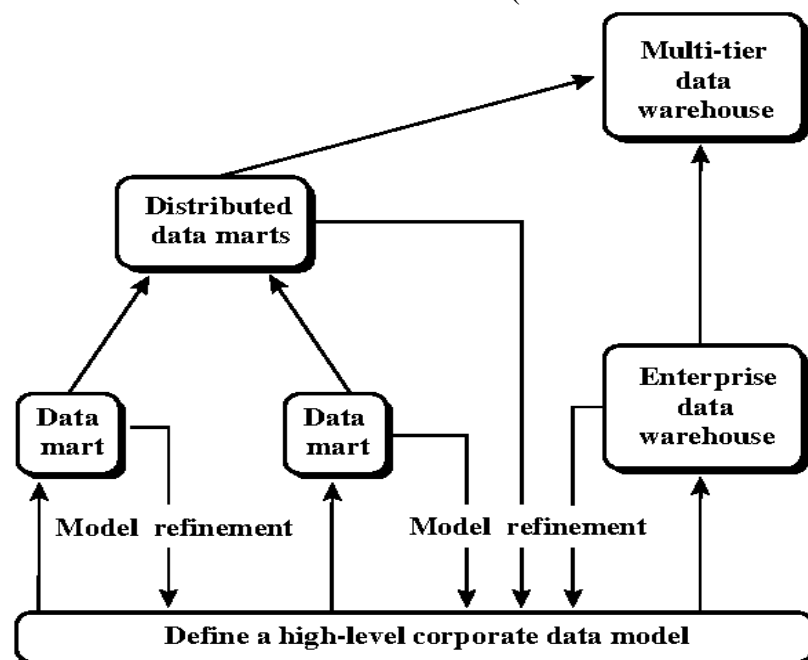 Multi-tier
data
warehouse
Distributed
data marts
Data
mart
Data
mart
Enterprise
data
warehouse
Model refinement
Model refinement
Define a high-level corporate data model